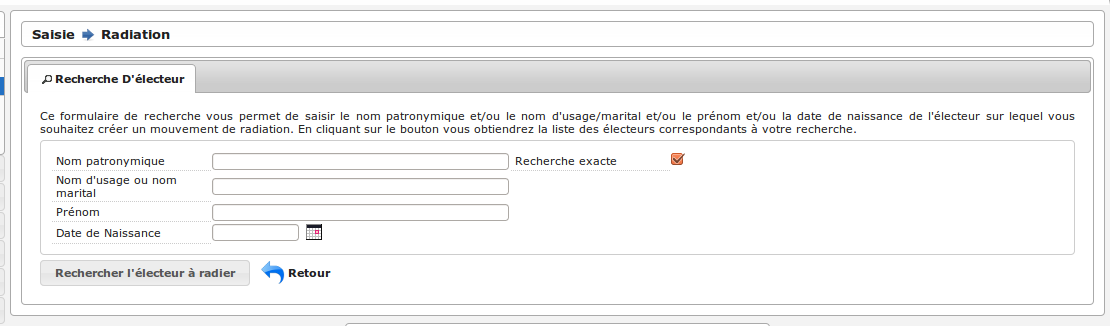 Saisie Radiation
Recherche D'électeur
Ce formulaire de recherche vous permet de saisir le nom patronymique et/ou le nom d'usage/marital et/ou le prénom et/ou la date de naissance de l'électeur sur lequel vous
souhaitez créer un mouvement de radiation. En cliquant sur le bouton vous obtiendrez la liste des électeurs correspondants à votre recherche.
Nom patronymique Recherche exacte
Nom d'usage ou nom
marital
Prénom
Date de Naissance
Rechercher l'électeur à radier Retour